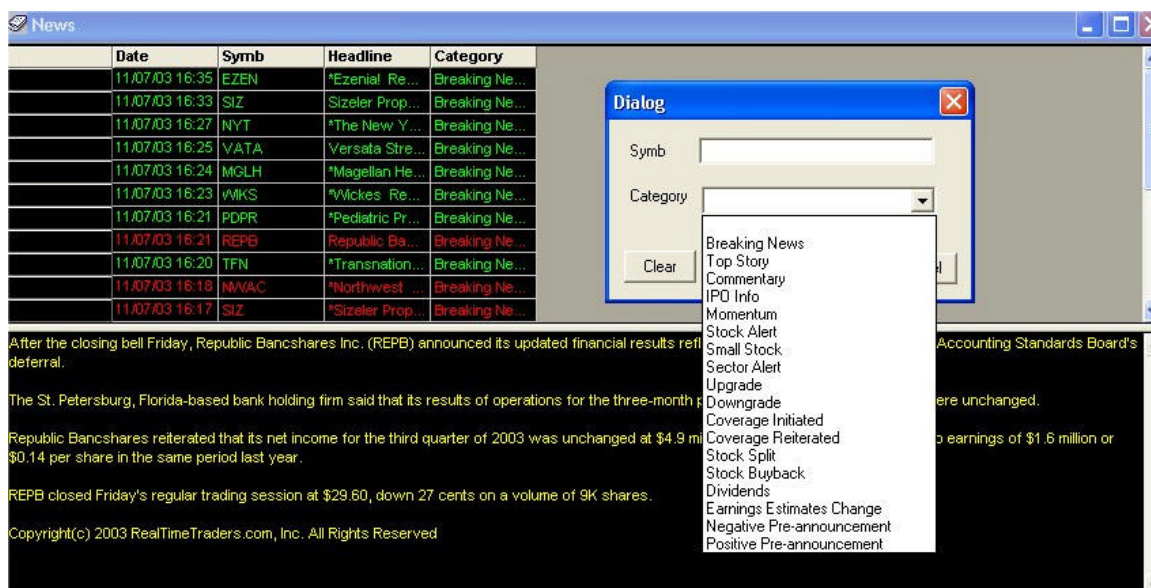 News
Date Symb Headline Category
11/07/03 16:35 EZEN *Ezenia! Re... Breaking Ne...
11/07/03 16:33 SIZ Sizeler Prop... Breaking Ne...
11/07/03 16:27 NYT *The New Y... Breaking Ne...
11/07/03 16:25 VATA Versata Stre... Breaking Ne...
11/07/03 16:24 MGLH *Magellan He... Breaking Ne...
11/07/03 16:23 WIKS *Wickes Re... Breaking Ne...
11/07/03 16:21 PDPR *Pediatric Pr... Breaking Ne...
11/07/03 16:21 REPB Republic Ba... Breaking Ne...
11/07/03 16:20 TFN *Transnation... Breaking Ne...
11/07/03 16:18 NWAC *Northwest ... Breaking Ne...
11/07/03 16:17 SIZ *Sizeler Prop... Breaking Ne...
Dialog
Symb
Category
Clear
Breaking News
Top Story
Commentary
IPO Info
Momentum
Stock Alert
Small Stock
Sector Alert
Upgrade
Downgrade
Coverage Initiated
Coverage Reiterated
Stock Split
Stock Buyback
Dividends
Earnings Estimates Change
Negative Pre-announcement
Positive Pre-announcement
After the closing bell Friday, Republic Bancshares Inc. (REPB) announced its updated financial results Accounting Standards Board's
deferral.
The St. Petersburg, Florida-based bank holding firm said that its results of operations for the three-month unchanged.
Republic Bancshares reiterated that its net income for the third quarter of 2003 was unchanged at $4.9 earnings of $1.6 million or
$0.14 per share in the same period last year.
REPB closed Friday's regular trading session at $29.60, down 27 cents on a volume of 9K shares.
Copyright(c) 2003 RealTimeTraders.com, Inc. All Rights Reserved